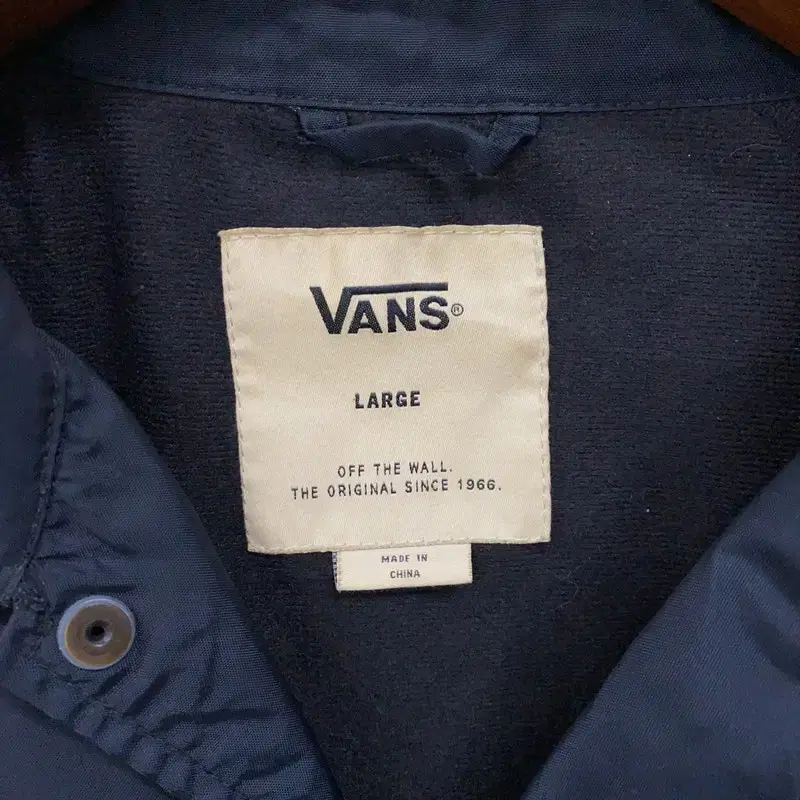 VANS®
LARGE
OFF THE WALL.
THE ORIGINAL SINCE 1966.
MADE IN
CHINA